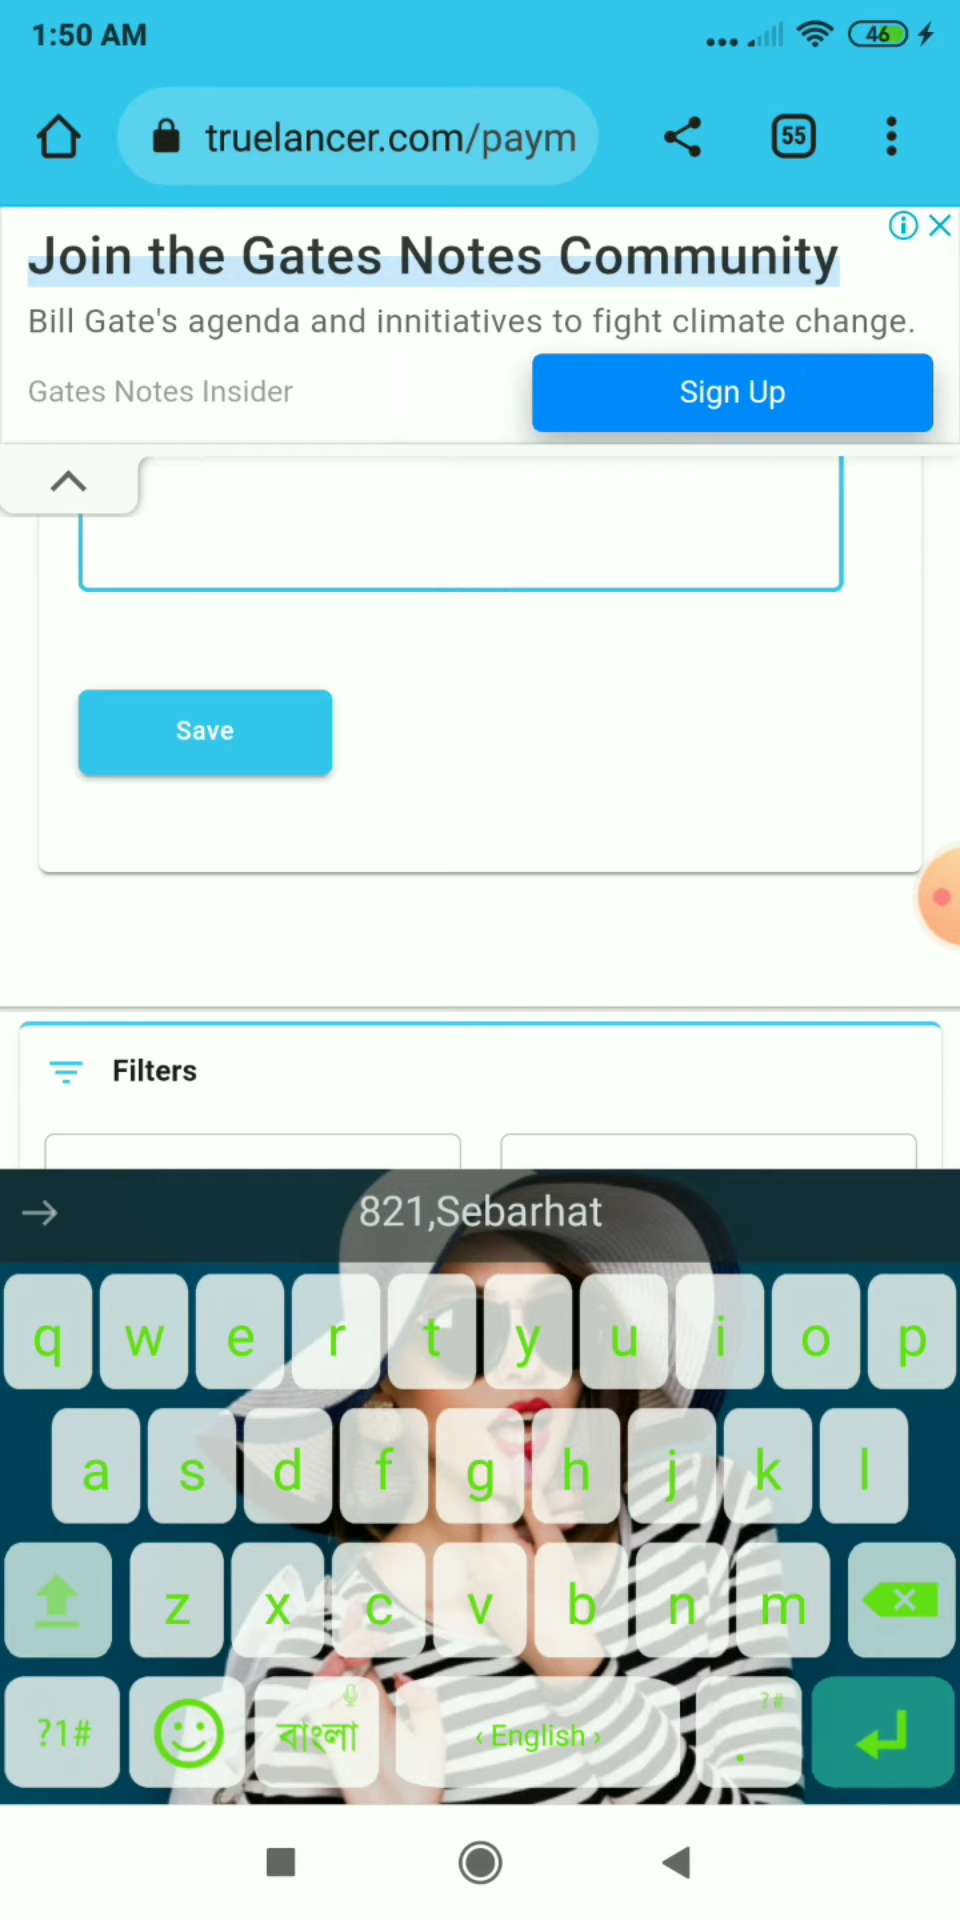 1:50 AM
46
truelancer.com/paym
55
Join the Gates Notes Community
Bill Gate's agenda and innitiatives to fight climate change.
Gates Notes Insider
Sign Up
Save
Filters
821,Sebarhat
q w e r t y u i o p
a s d f g h j k l
z x c v b n m
?1# বাংলা ‹ English › . ?#